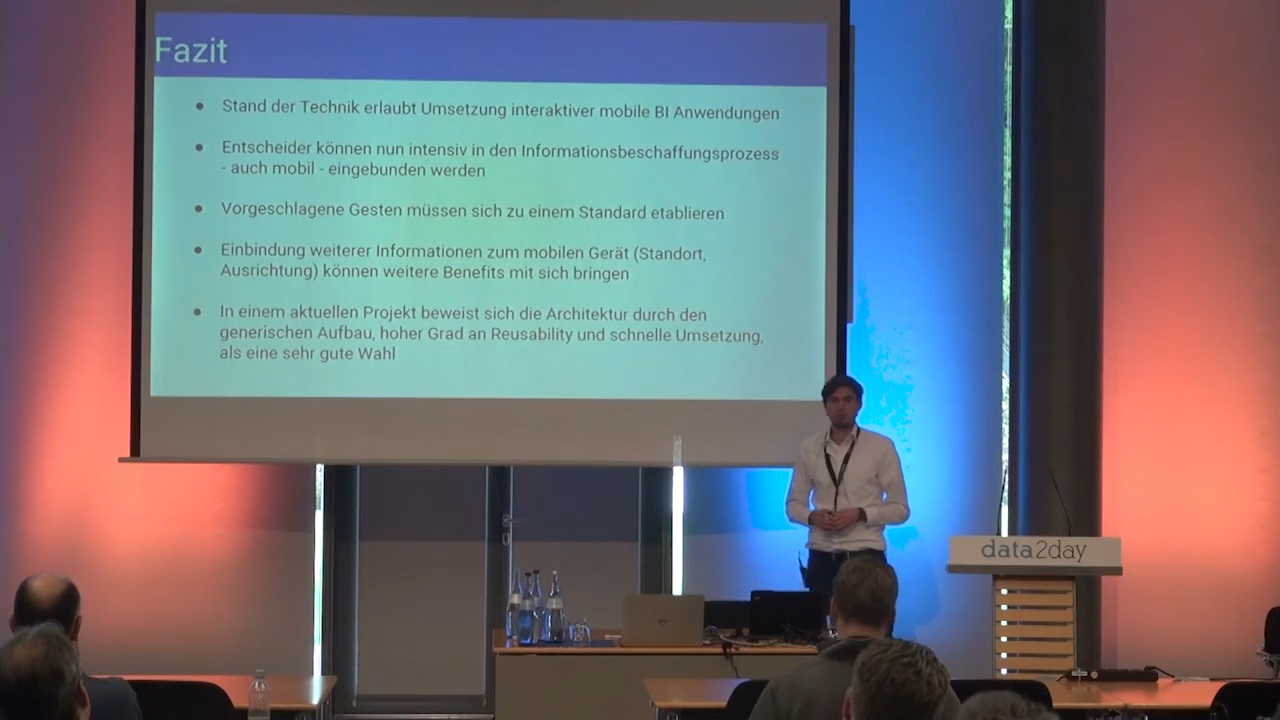 Fazit
Stand der Technik erlaubt Umsetzung interaktiver mobile BI Anwendungen
Entscheider können nun intensiv in den Informationsbeschaffungsprozess
- auch mobil - eingebunden werden
Vorgeschlagene Gesten müssen sich zu einem Standard etablieren
Einbindung weiterer Informationen zum mobilen Gerät (Standort,
Ausrichtung) können weitere Benefits mit sich bringen
In einem aktuellen Projekt beweist sich die Architektur durch den
generischen Aufbau, hoher Grad an Reusability und schnelle Umsetzung,
als eine sehr gute Wahl
data2day